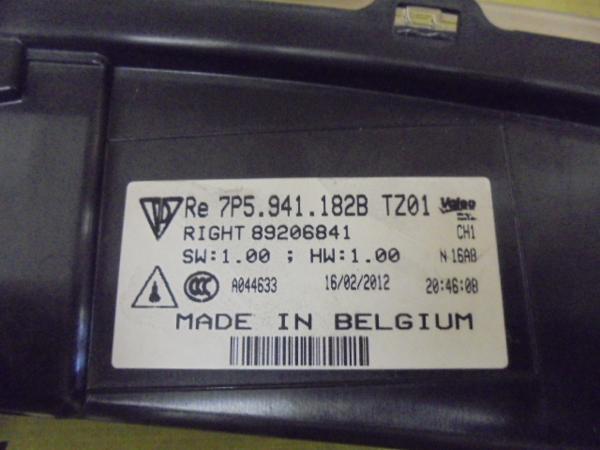 Re 7P5.941.182B TZ01 Valeo
RIGHT 89206841 CH1
SW:1.00 ; HW:1.00 N-16AB
CCC A044633 16/02/2012 20:46:08
MADE IN BELGIUM